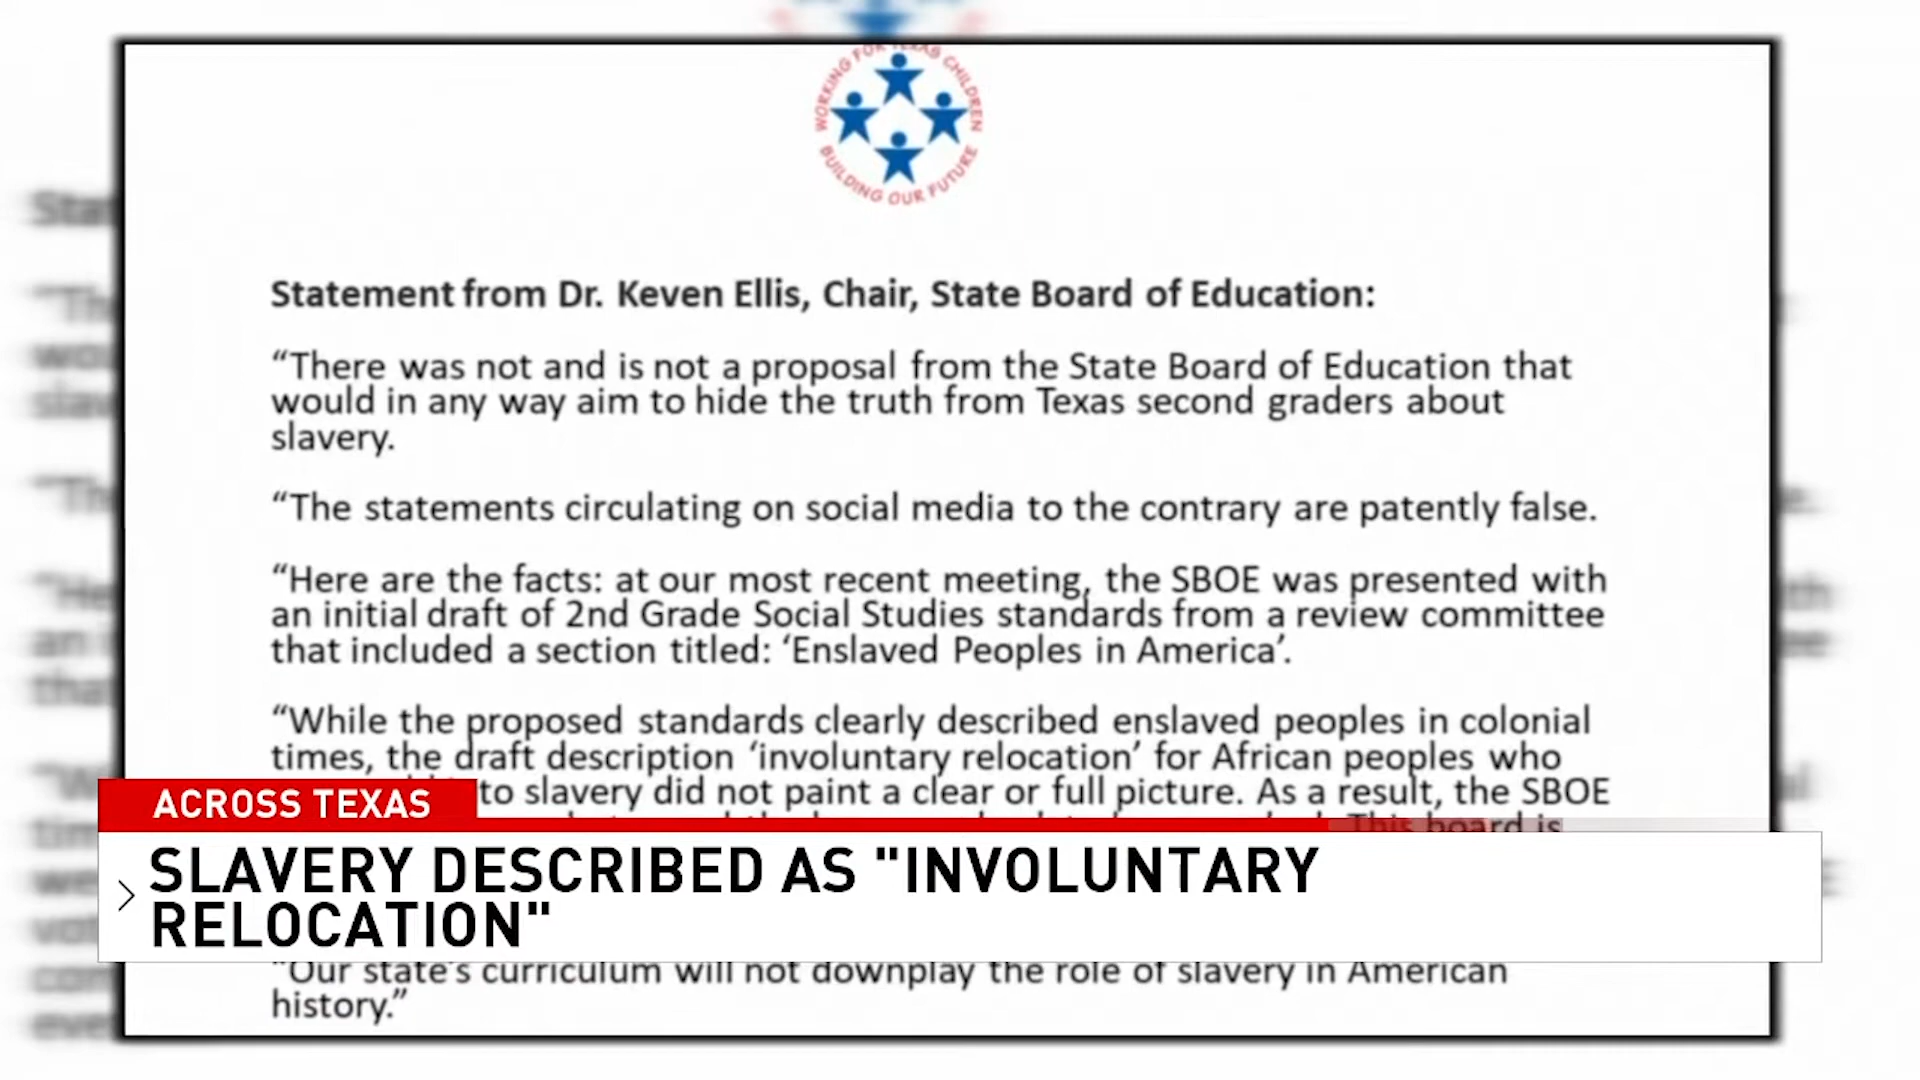 WORKING FOR TEXAS CHILDREN
BUILDING OUR FUTURE
Statement from Dr. Keven Ellis, Chair, State Board of Education:
“There was not and is not a proposal from the State Board of Education that
would in any way aim to hide the truth from Texas second graders about
slavery.
“The statements circulating on social media to the contrary are patently false.
“Here are the facts: at our most recent meeting, the SBOE was presented with
an initial draft of 2nd Grade Social Studies standards from a review committee
that included a section titled: ‘Enslaved Peoples in America’.
“While the proposed standards clearly described enslaved peoples in colonial
times, the draft description ‘involuntary relocation’ for African peoples who
to slavery did not paint a clear or full picture. As a result, the SBOE
This board is
ACROSS TEXAS
SLAVERY DESCRIBED AS "INVOLUNTARY
RELOCATION"
“Our state’s curriculum will not downplay the role of slavery in American
history.”